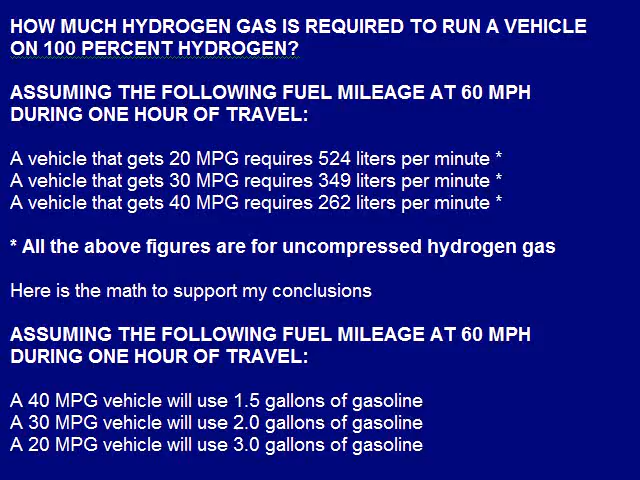 HOW MUCH HYDROGEN GAS IS REQUIRED TO RUN A VEHICLE
ON 100 PERCENT HYDROGEN?
ASSUMING THE FOLLOWING FUEL MILEAGE AT 60 MPH
DURING ONE HOUR OF TRAVEL:
A vehicle that gets 20 MPG requires 524 liters per minute *
A vehicle that gets 30 MPG requires 349 liters per minute *
A vehicle that gets 40 MPG requires 262 liters per minute *
* All the above figures are for uncompressed hydrogen gas
Here is the math to support my conclusions
ASSUMING THE FOLLOWING FUEL MILEAGE AT 60 MPH
DURING ONE HOUR OF TRAVEL:
A 40 MPG vehicle will use 1.5 gallons of gasoline
A 30 MPG vehicle will use 2.0 gallons of gasoline
A 20 MPG vehicle will use 3.0 gallons of gasoline